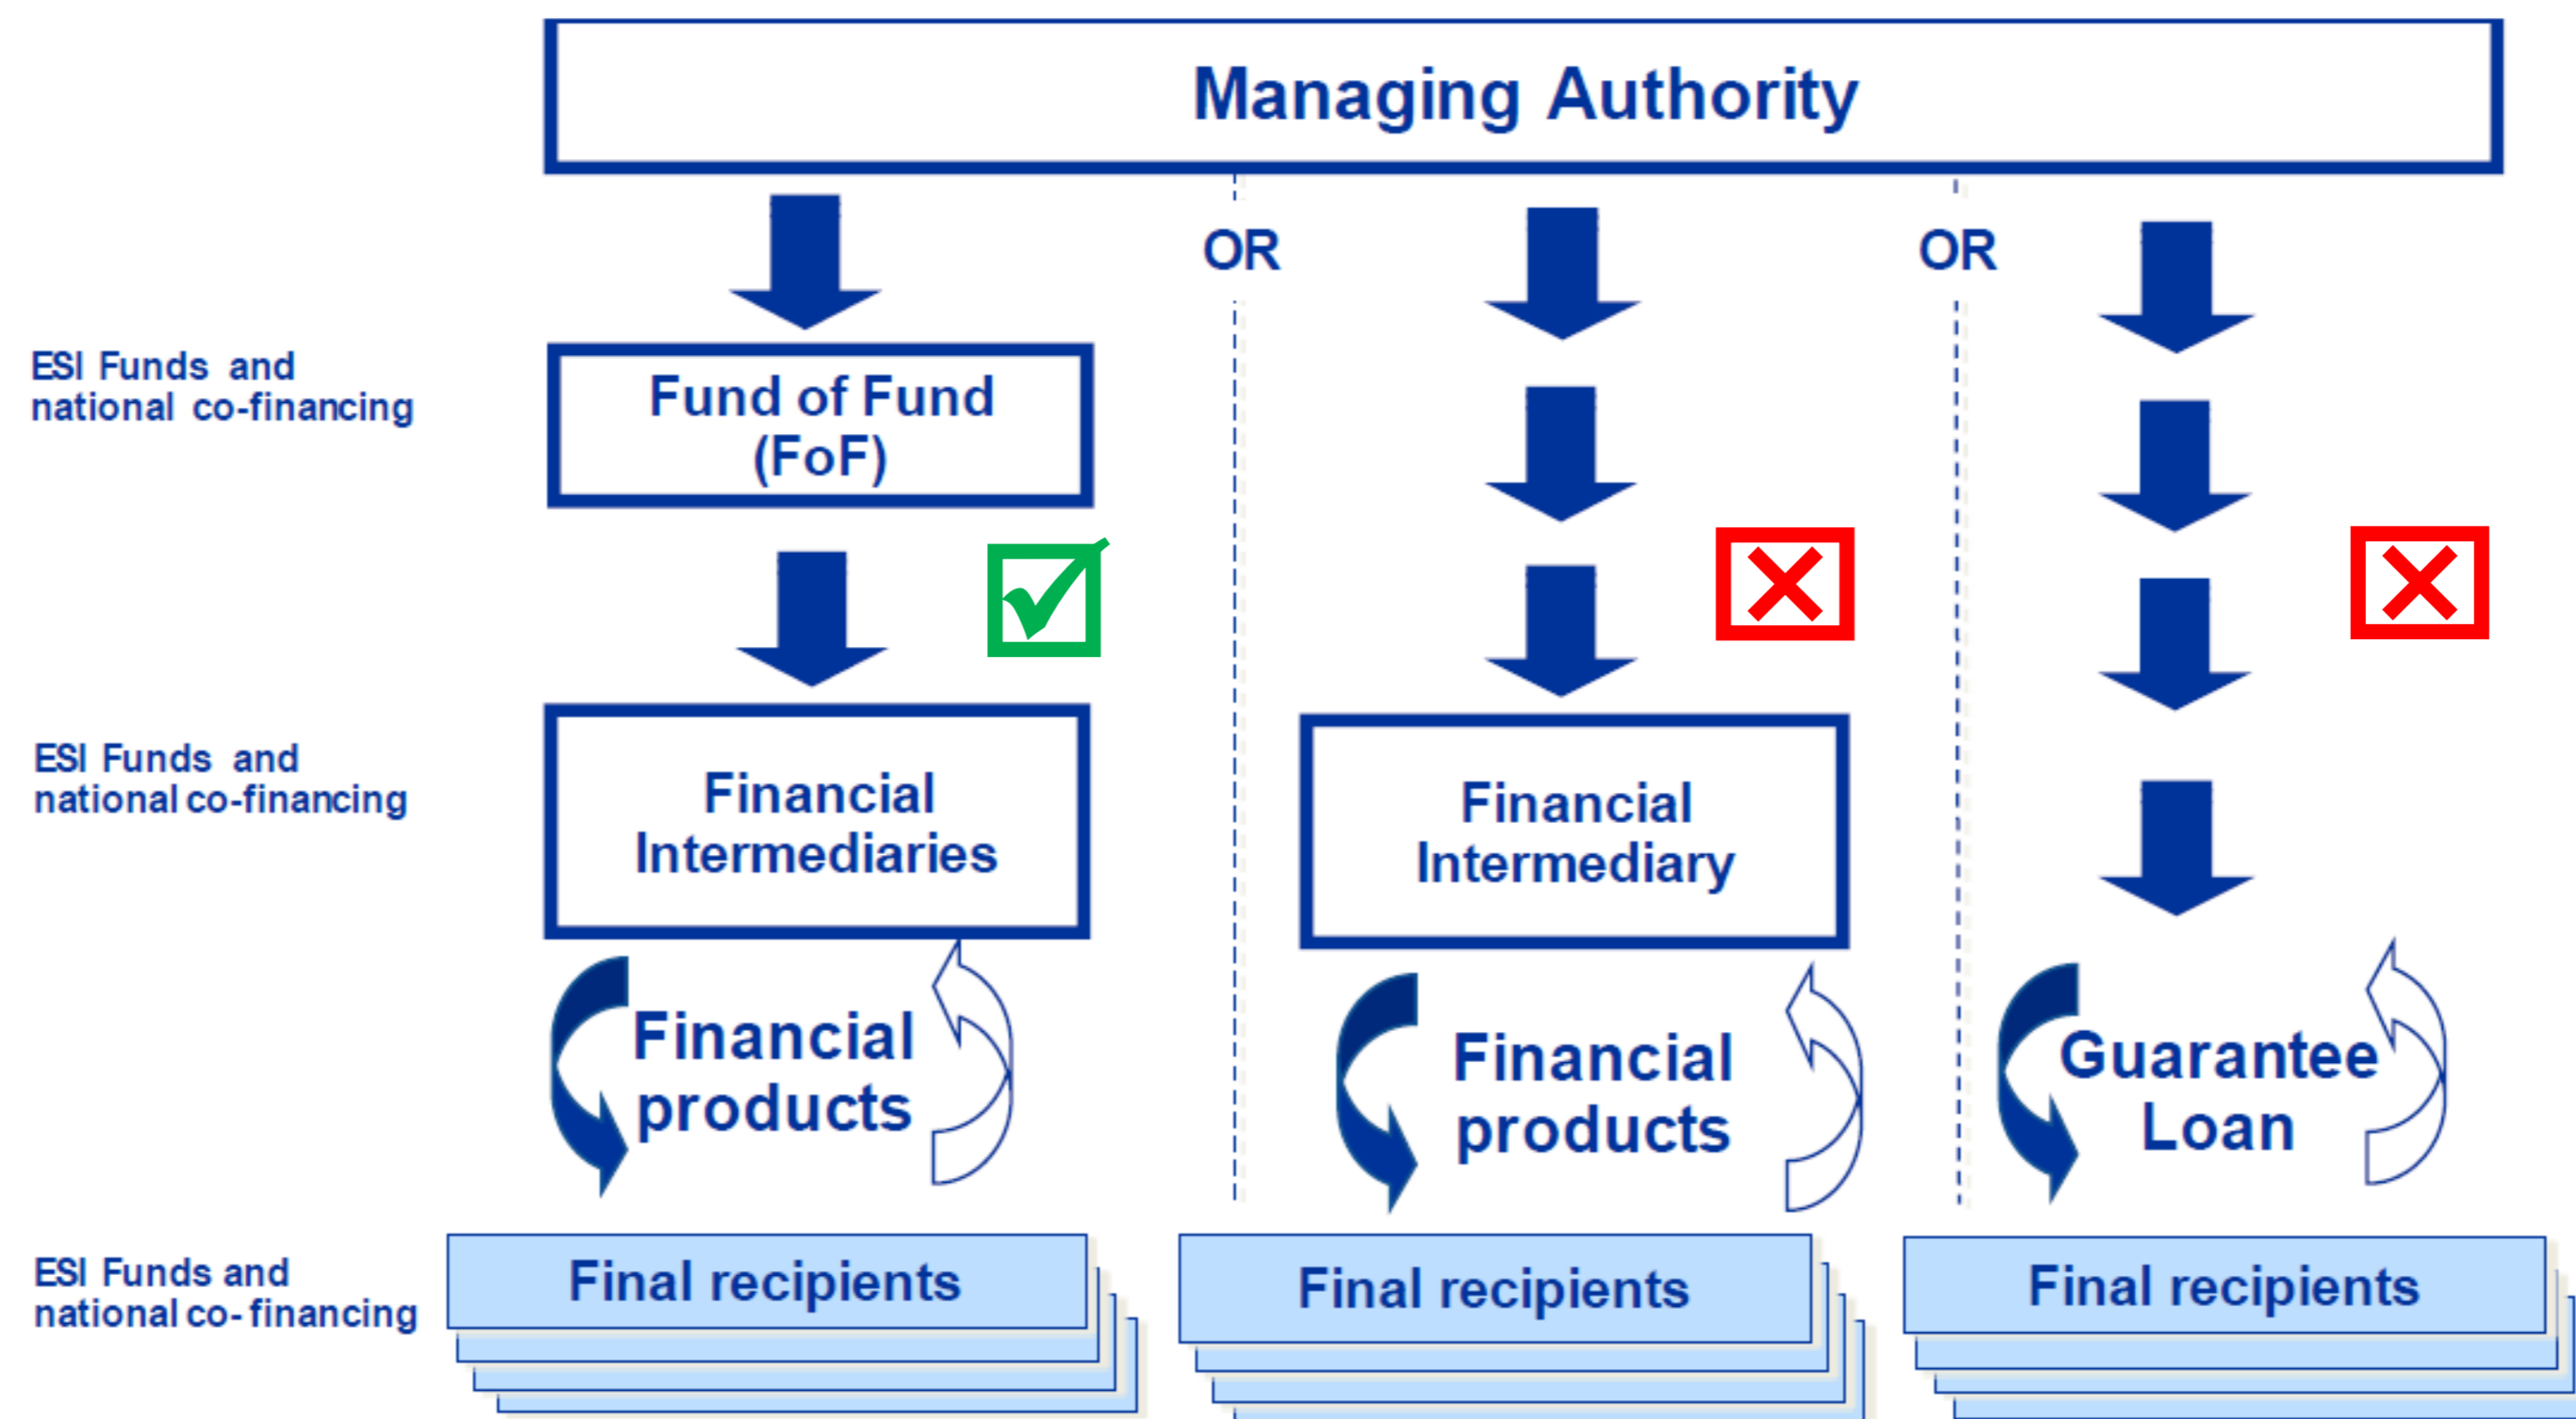 Managing Authority
OR
OR
ESI Funds and
national co-financing
Fund of Fund
(FoF)
ESI Funds and
national co-financing
Financial
Intermediaries
Financial
Intermediary
Financial
products
Financial
products
Guarantee
Loan
ESI Funds and
national co-financing
Final recipients
Final recipients
Final recipients